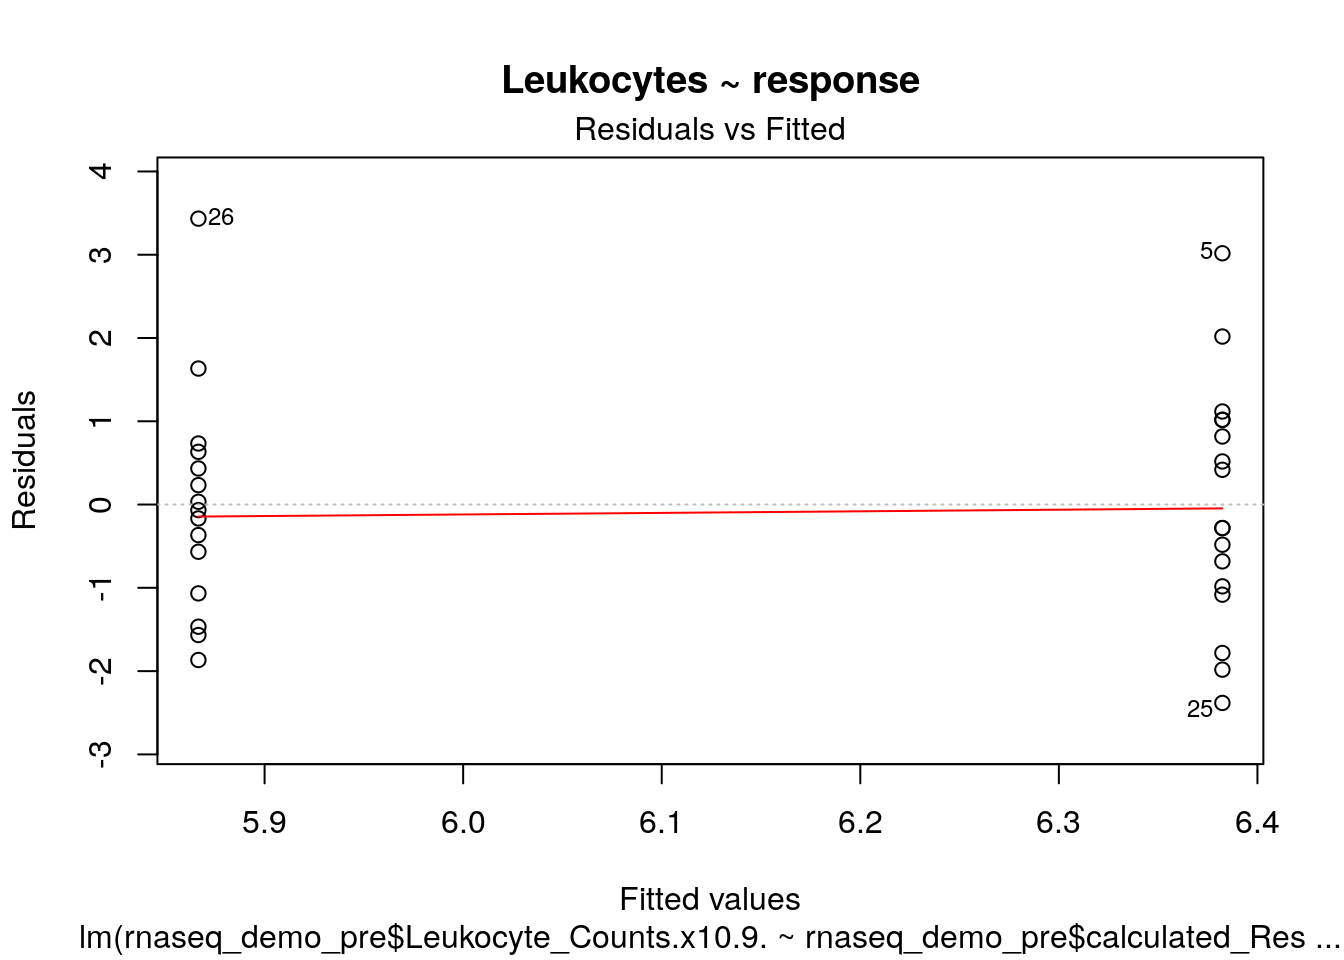 Leukocytes ~ response
Residuals vs Fitted
4
3
2
1
0
-1
-2
-3
Residuals
26
5
25
5.9 6.0 6.1 6.2 6.3 6.4
Fitted values
lm(rnaseq_demo_pre$Leukocyte_Counts.x10.9. ~ rnaseq_demo_pre$calculated_Res ...